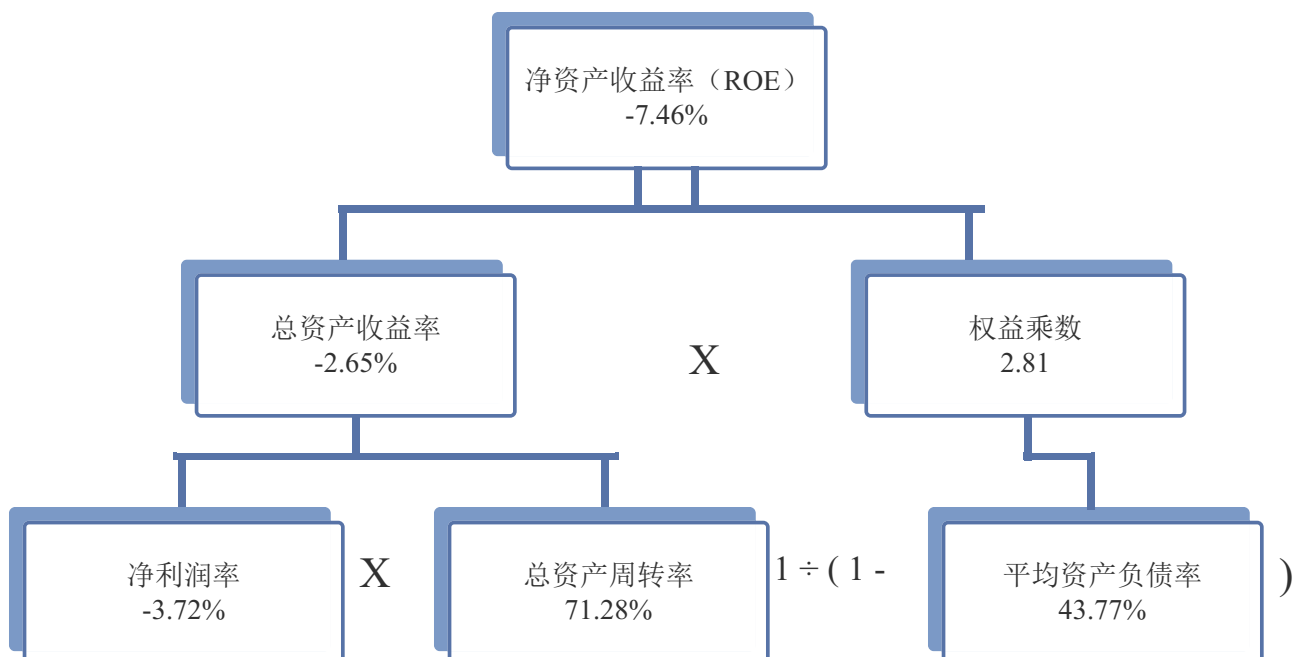 净资产收益率（ROE）
-7.46%
总资产收益率
-2.65%
X
权益乘数
2.81
净利润率
-3.72%
X
总资产周转率
71.28%
1 ÷ ( 1 -
平均资产负债率
43.77%
)